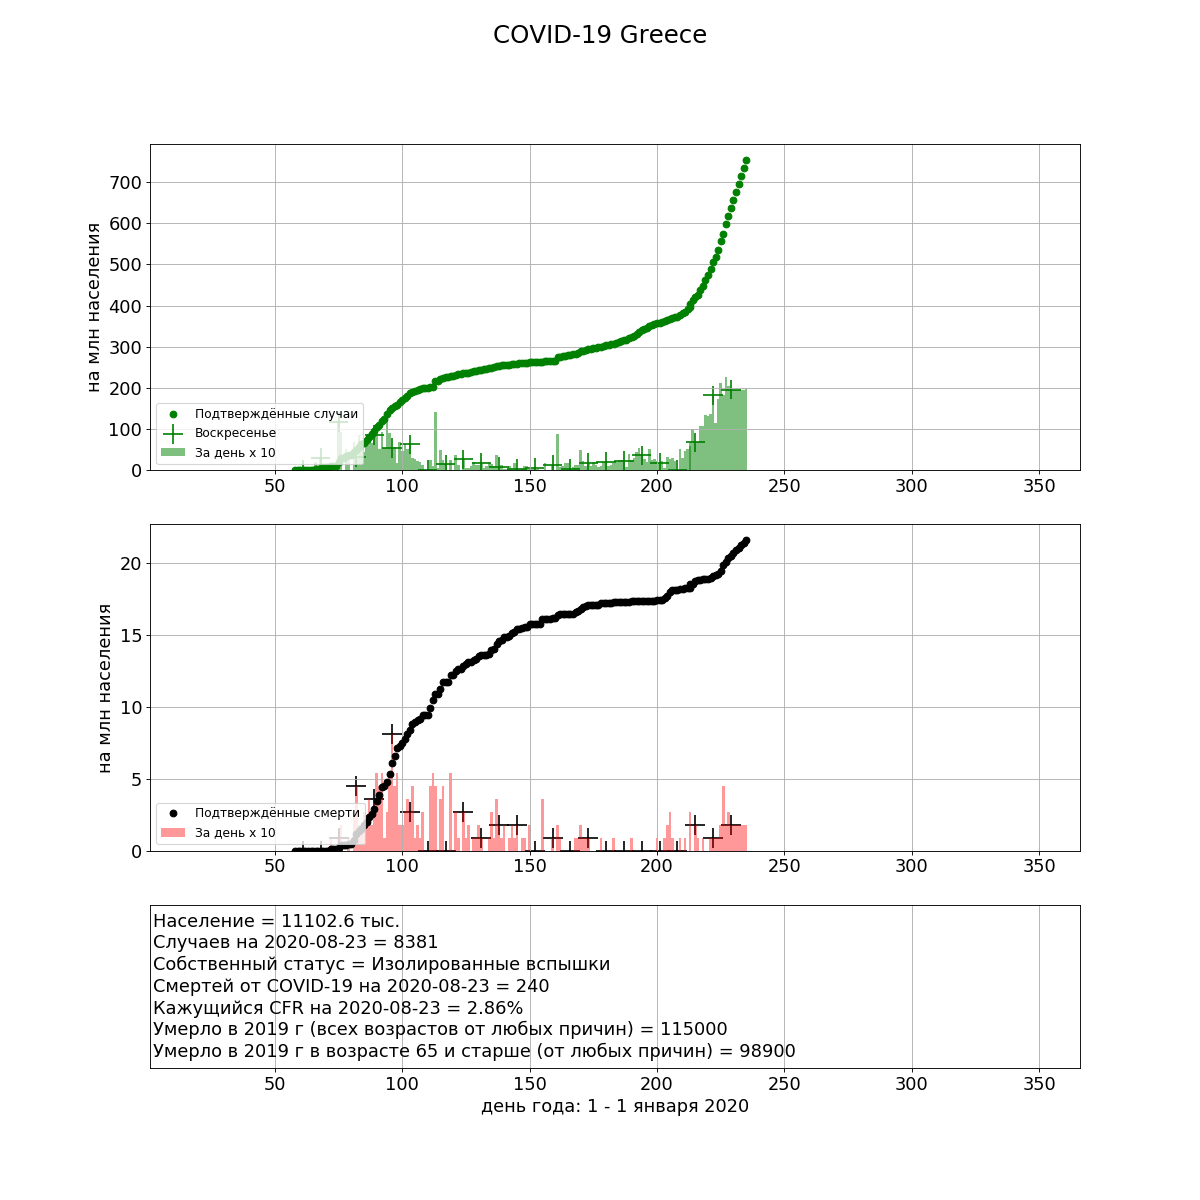 COVID-19 Greece
на млн населения
700
600
500
400
300
200
100
0
Подтверждённые случаи
Воскресенье
За день x 10
50 100 150 200 250 300 350
на млн населения
20
15
10
5
0
Подтверждённые смерти
За день x 10
50 100 150 200 250 300 350
Население = 11102.6 тыс.
Случаев на 2020-08-23 = 8381
Собственный статус = Изолированные вспышки
Смертей от COVID-19 на 2020-08-23 = 240
Кажущийся CFR на 2020-08-23 = 2.86%
Умерло в 2019 г (всех возрастов от любых причин) = 115000
Умерло в 2019 г в возрасте 65 и старше (от любых причин) = 98900
50 100 150 200 250 300 350
день года: 1 - 1 января 2020